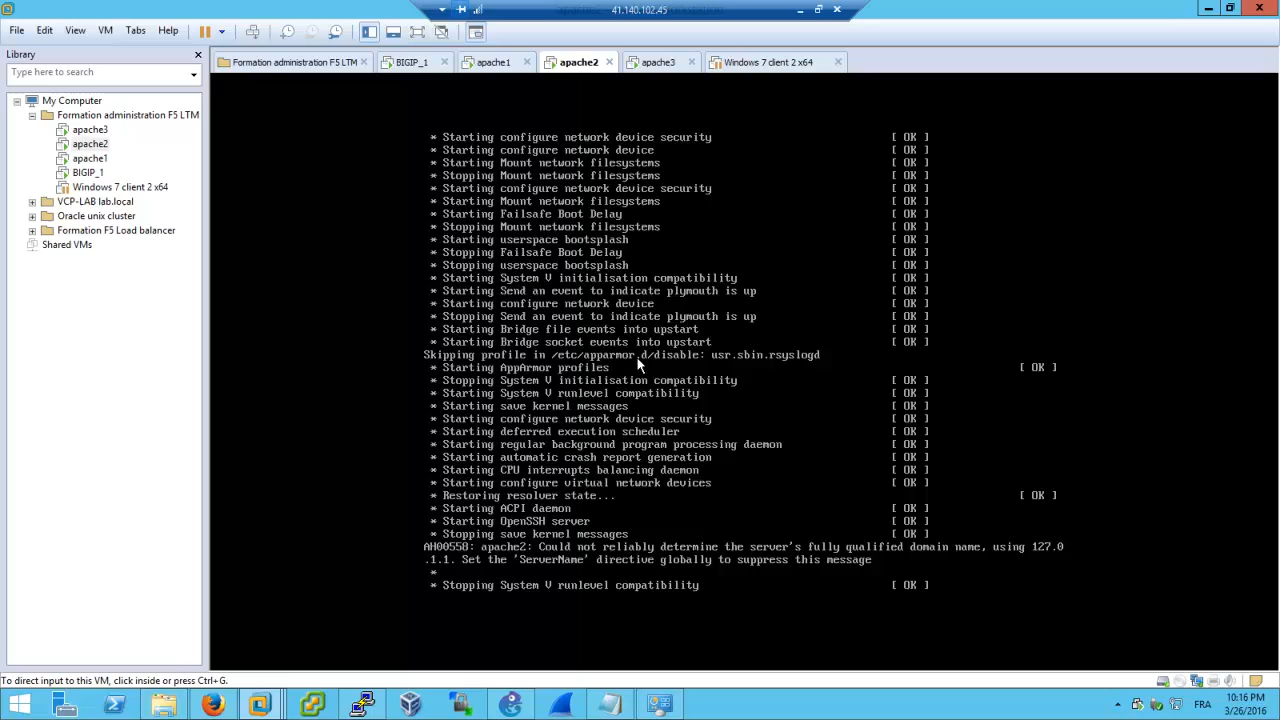 41.140.102.45
File Edit View VM Tabs Help
Library
Type here to search
My Computer
Formation administration F5 LTM
apache3
apache2
apache1
BIGIP_1
Windows 7 client 2 x64
VCP-LAB lab.local
Oracle unix cluster
Formation F5 Load balancer
Shared VMs
Formation administration F5 LTM BIGIP_1 apache1 apache2 apache3 Windows 7 client 2 x64
* Starting configure network device security [ OK ]
* Starting configure network device [ OK ]
* Starting Mount network filesystems [ OK ]
* Stopping Mount network filesystems [ OK ]
* Starting configure network device security [ OK ]
* Starting Mount network filesystems [ OK ]
* Starting Failsafe Boot Delay [ OK ]
* Stopping Mount network filesystems [ OK ]
* Starting userspace bootsplash [ OK ]
* Stopping Failsafe Boot Delay [ OK ]
* Stopping userspace bootsplash [ OK ]
* Starting System V initialisation compatibility [ OK ]
* Starting Send an event to indicate plymouth is up [ OK ]
* Starting configure network device [ OK ]
* Stopping Send an event to indicate plymouth is up [ OK ]
* Starting Bridge file events into upstart [ OK ]
* Starting Bridge socket events into upstart [ OK ]
Skipping profile in /etc/apparmor.d/disable: usr.sbin.rsyslogd
* Starting AppArmor profiles [ OK ]
* Stopping System V initialisation compatibility [ OK ]
* Starting System V runlevel compatibility [ OK ]
* Starting save kernel messages [ OK ]
* Starting configure network device security [ OK ]
* Starting deferred execution scheduler [ OK ]
* Starting regular background program processing daemon [ OK ]
* Starting automatic crash report generation [ OK ]
* Starting CPU interrupts balancing daemon [ OK ]
* Starting configure virtual network devices [ OK ]
* Restoring resolver state... [ OK ]
* Starting ACPI daemon [ OK ]
* Starting OpenSSH server [ OK ]
* Stopping save kernel messages [ OK ]
AH00558: apache2: Could not reliably determine the server's fully qualified domain name, using 127.0
.1.1. Set the 'ServerName' directive globally to suppress this message
*
* Stopping System V runlevel compatibility [ OK ]
To direct input to this VM, click inside or press Ctrl+G.
FRA
10:16 PM
3/26/2016